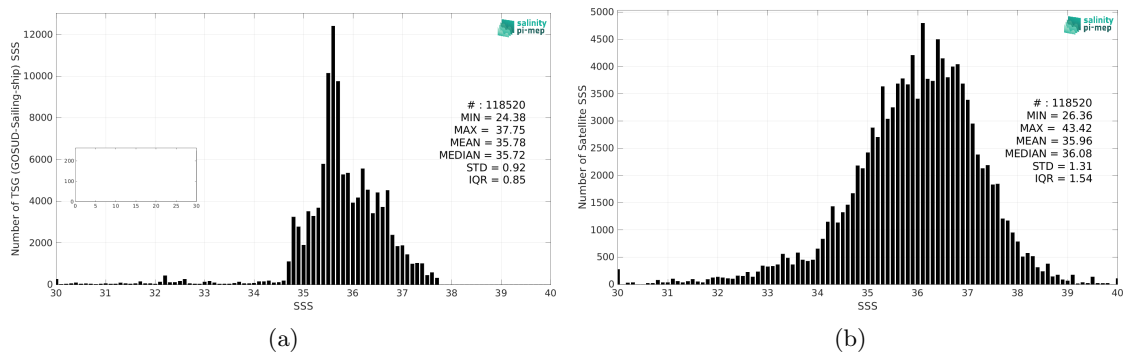 salinity
pi-mep
Number of TSG (GOSUD-Sailing-ship) SSS
12000
10000
8000
6000
4000
2000
0
# : 118520
MIN = 24.38
MAX = 37.75
MEAN = 35.78
MEDIAN = 35.72
STD = 0.92
IQR = 0.85
200
100
0
0 5 10 15 20 25 30
30 31 32 33 34 35 36 37 38 39 40
SSS
(a)
salinity
pi-mep
Number of Satellite SSS
5000
4500
4000
3500
3000
2500
2000
1500
1000
500
0
# : 118520
MIN = 26.36
MAX = 43.42
MEAN = 35.96
MEDIAN = 36.08
STD = 1.31
IQR = 1.54
30 31 32 33 34 35 36 37 38 39 40
SSS
(b)